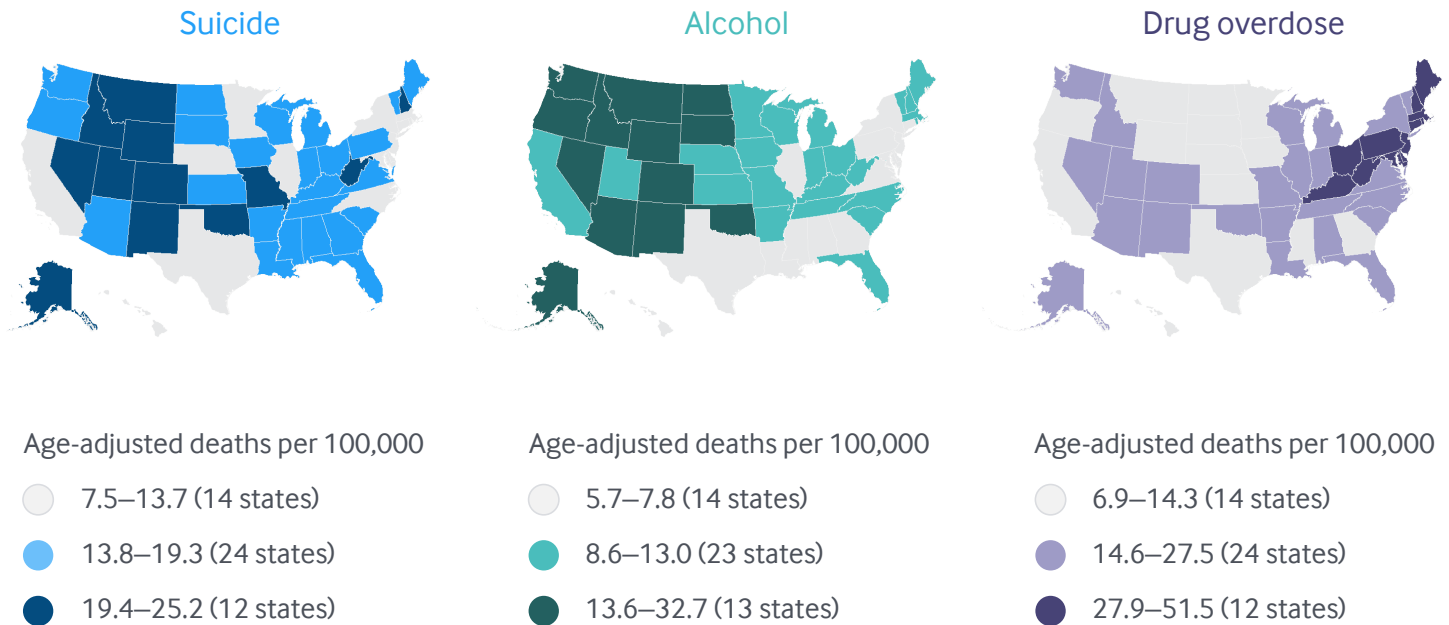 Suicide
Alcohol
Drug overdose
Age-adjusted deaths per 100,000
7.5–13.7 (14 states)
13.8–19.3 (24 states)
19.4–25.2 (12 states)
Age-adjusted deaths per 100,000
5.7–7.8 (14 states)
8.6–13.0 (23 states)
13.6–32.7 (13 states)
Age-adjusted deaths per 100,000
6.9–14.3 (14 states)
14.6–27.5 (24 states)
27.9–51.5 (12 states)